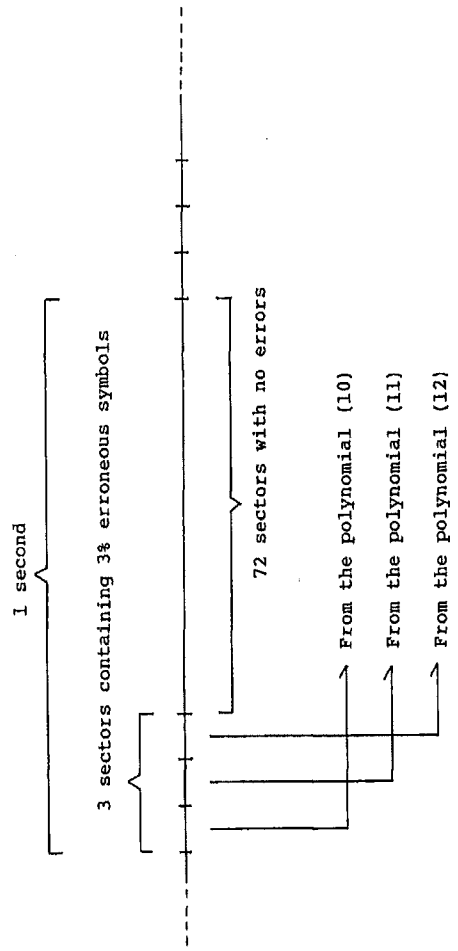 1 second
3 sectors containing 3% erroneous symbols
72 sectors with no errors
From the polynomial (10)
From the polynomial (11)
From the polynomial (12)